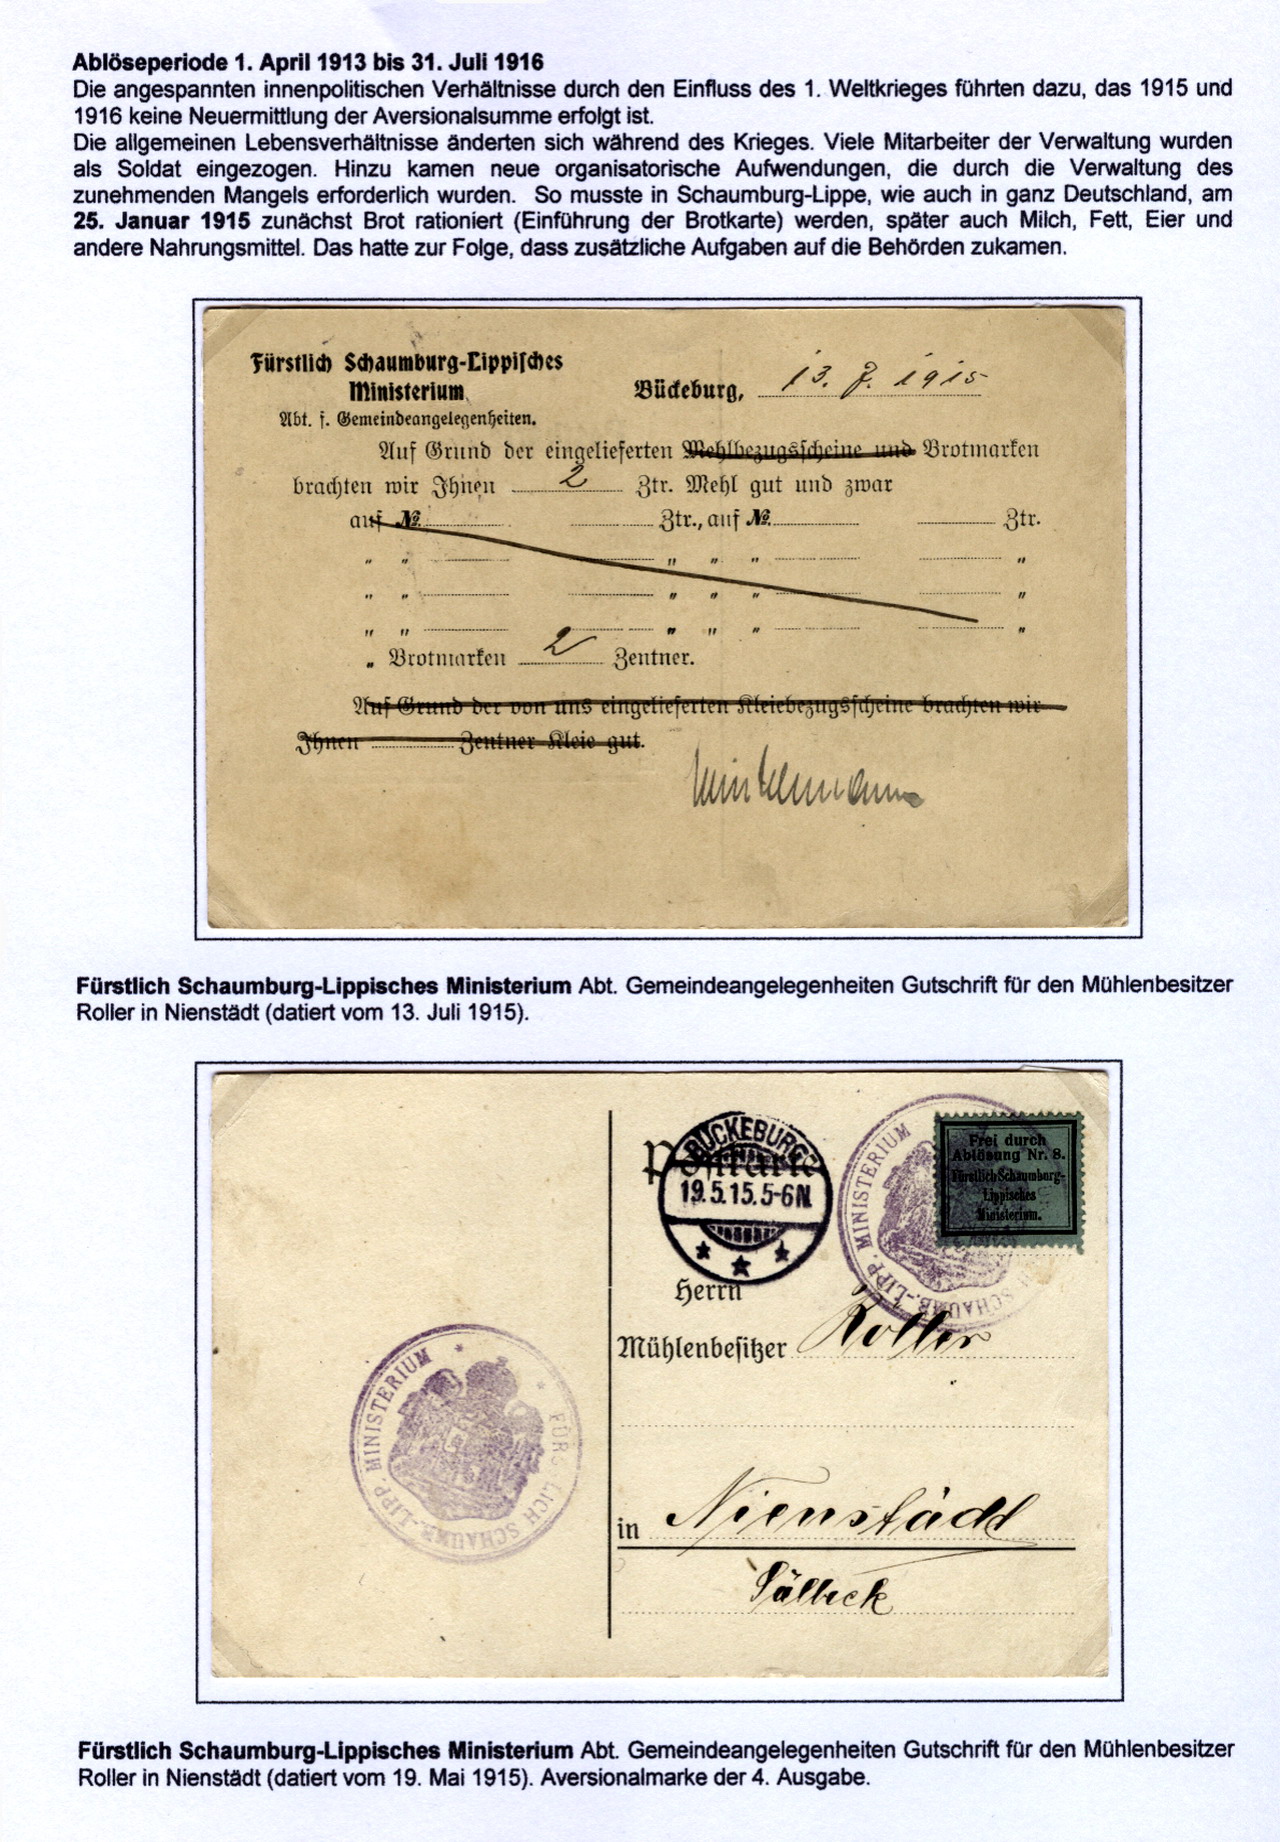 Ablöseperiode 1. April 1913 bis 31. Juli 1916
Die angespannten innenpolitischen Verhältnisse durch den Einfluss des 1. Weltkrieges führten dazu, das 1915 und
1916 keine Neuermittlung der Aversionalsumme erfolgt ist.
Die allgemeinen Lebensverhältnisse änderten sich während des Krieges. Viele Mitarbeiter der Verwaltung wurden
als Soldat eingezogen. Hinzu kamen neue organisatorische Aufwendungen, die durch die Verwaltung des
zunehmenden Mangels erforderlich wurden. So musste in Schaumburg-Lippe, wie auch in ganz Deutschland, am
25. Januar 1915 zunächst Brot rationiert (Einführung der Brotkarte) werden, später auch Milch, Fett, Eier und
andere Nahrungsmittel. Das hatte zur Folge, dass zusätzliche Aufgaben auf die Behörden zukamen.
Fürstlich Schaumburg-Lippisches
Ministerium
Abt. f. Gemeindeangelegenheiten.
Bückeburg, 13. 7. 1915
Auf Grund der eingelieferten Mehlbezugsscheine und Brotmarken
brachten wir Ihnen 2 Ztr. Mehl gut und zwar
auf No. Ztr., auf No. Ztr.
" " " " " "
" " " " " "
" " " " " "
" Brotmarken 2 Zentner.
Auf Grund der von uns eingelieferten Kleiebezugsscheine brachten wir
Ihnen Zentner Kleie gut.
Winkelmann
Fürstlich Schaumburg-Lippisches Ministerium Abt. Gemeindeangelegenheiten Gutschrift für den Mühlenbesitzer
Roller in Nienstädt (datiert vom 13. Juli 1915).
Postkarte
BÜCKEBURG
19.5.15.5-6N.
FÜRSTLICH SCHAUMB.-LIPP. MINISTERIUM
Frei durch
Ablösung Nr. 8.
Fürstlich Schaumburg-
Lippisches
Ministerium.
Herrn
Mühlenbesitzer Roller
in Nienstädt
Sülbeck
FÜRSTLICH SCHAUMB.-LIPP. MINISTERIUM
Fürstlich Schaumburg-Lippisches Ministerium Abt. Gemeindeangelegenheiten Gutschrift für den Mühlenbesitzer
Roller in Nienstädt (datiert vom 19. Mai 1915). Aversionalmarke der 4. Ausgabe.